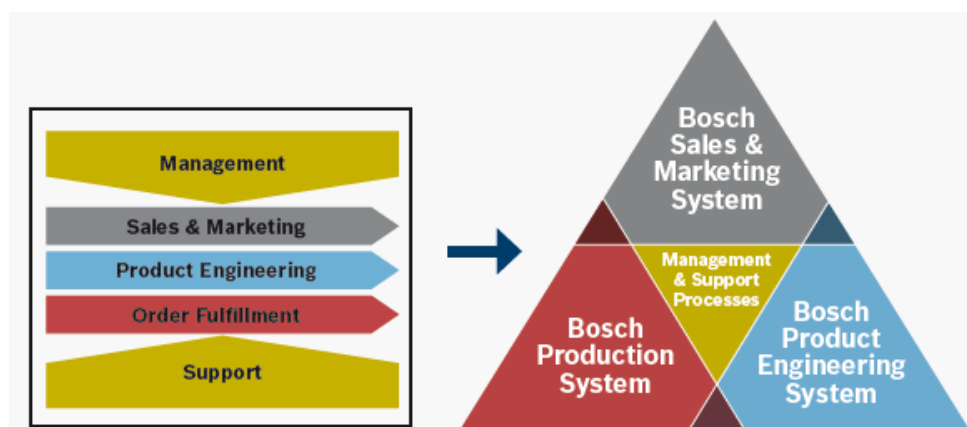 Management
Sales & Marketing
Product Engineering
Order Fulfillment
Support
Bosch
Sales &
Marketing
System
Management
& Support
Processes
Bosch
Production
System
Bosch
Product
Engineering
System